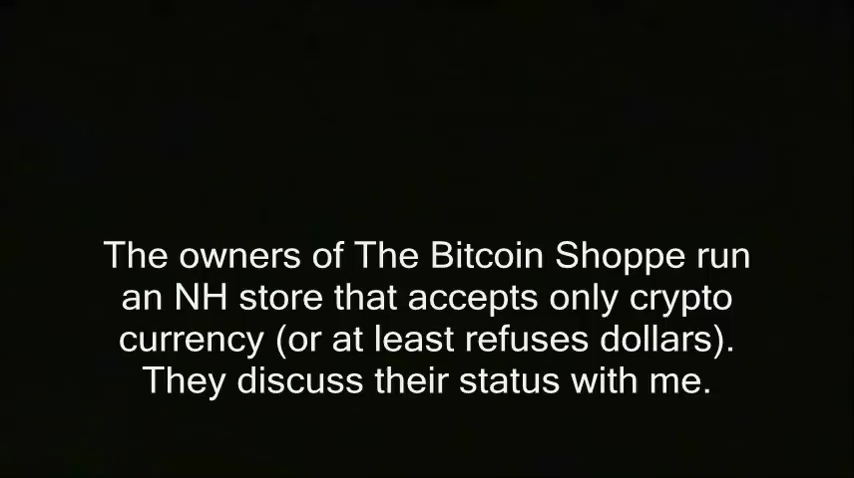 The owners of The Bitcoin Shoppe run
an NH store that accepts only crypto
currency (or at least refuses dollars).
They discuss their status with me.